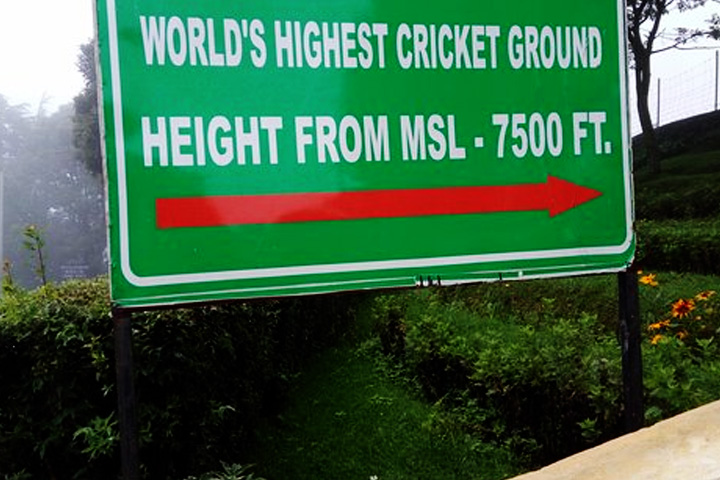 WORLD'S HIGHEST CRICKET GROUND
HEIGHT FROM MSL - 7500 FT.